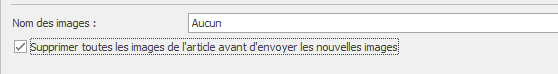 Nom des images : Aucun
Supprimer toutes les images de l'article avant d'envoyer les nouvelles images